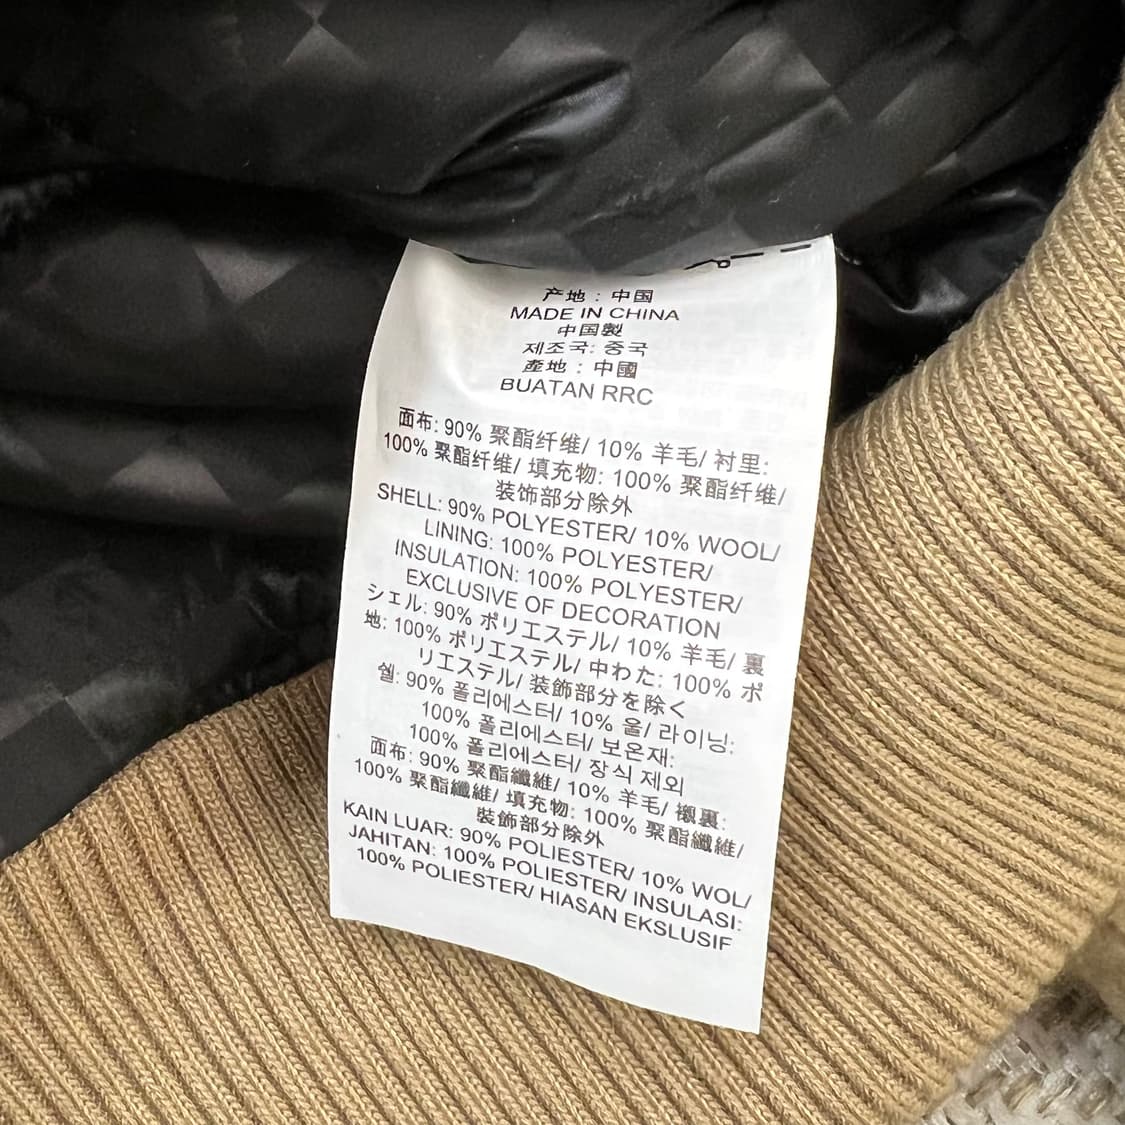 产地：中国
MADE IN CHINA
中国製
제조국: 중국
產地：中國
BUATAN RRC
面布: 90% 聚酯纤维/ 10% 羊毛/ 衬里:
100% 聚酯纤维/ 填充物: 100% 聚酯纤维/
装饰部分除外
SHELL: 90% POLYESTER/ 10% WOOL/
LINING: 100% POLYESTER/
INSULATION: 100% POLYESTER/
EXCLUSIVE OF DECORATION
シェル: 90% ポリエステル/ 10% 羊毛/ 裏
地: 100% ポリエステル/ 中わた: 100% ポ
リエステル/ 装飾部分を除く
쉘: 90% 폴리에스터/ 10% 울/ 라이닝:
100% 폴리에스터/ 보온재:
100% 폴리에스터/ 장식 제외
面布: 90% 聚酯纖維/ 10% 羊毛/ 襯裏:
100% 聚酯纖維/ 填充物: 100% 聚酯纖維/
裝飾部分除外
KAIN LUAR: 90% POLIESTER/ 10% WOL/
JAHITAN: 100% POLIESTER/ INSULASI:
100% POLIESTER/ HIASAN EKSLUSIF